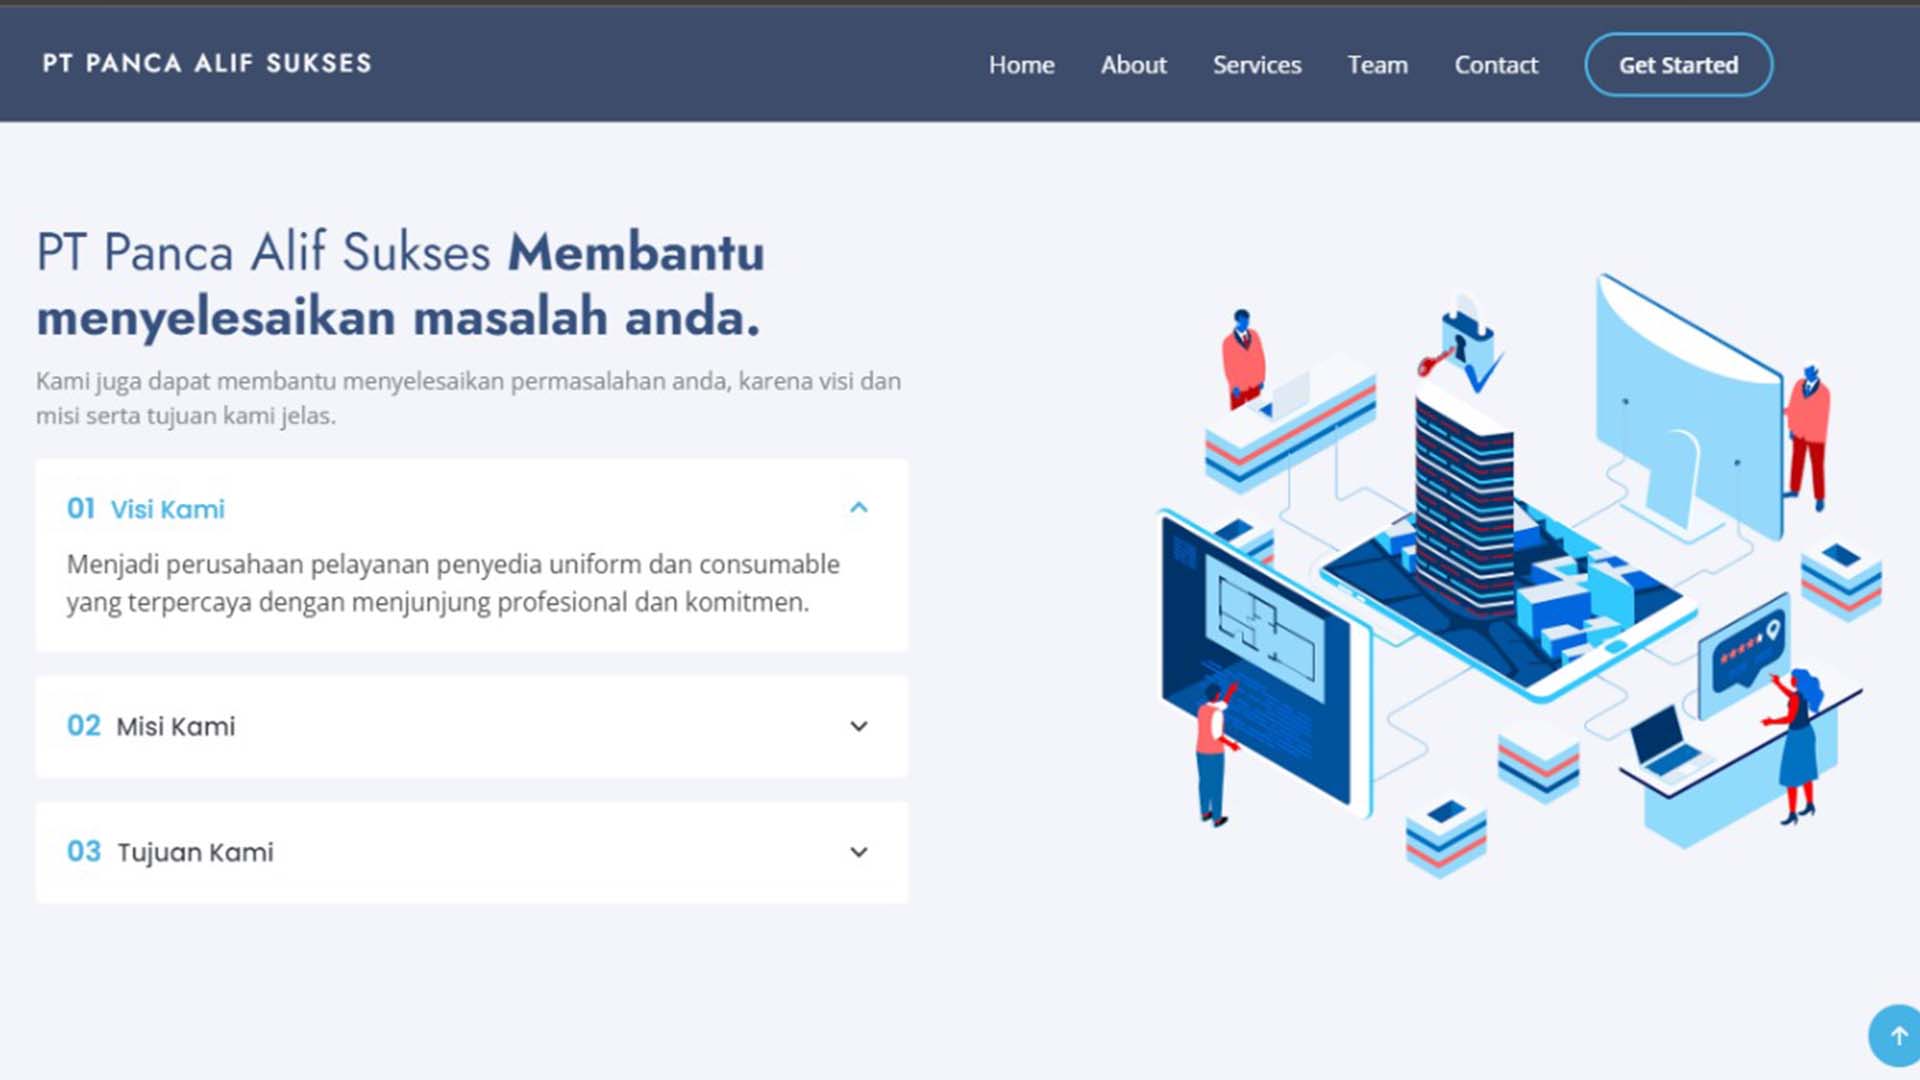 PT PANCA ALIF SUKSES
Home About Services Team Contact Get Started
PT Panca Alif Sukses Membantu
menyelesaikan masalah anda.
Kami juga dapat membantu menyelesaikan permasalahan anda, karena visi dan
misi serta tujuan kami jelas.
01 Visi Kami
Menjadi perusahaan pelayanan penyedia uniform dan consumable
yang terpercaya dengan menjunjung profesional dan komitmen.
02 Misi Kami
03 Tujuan Kami